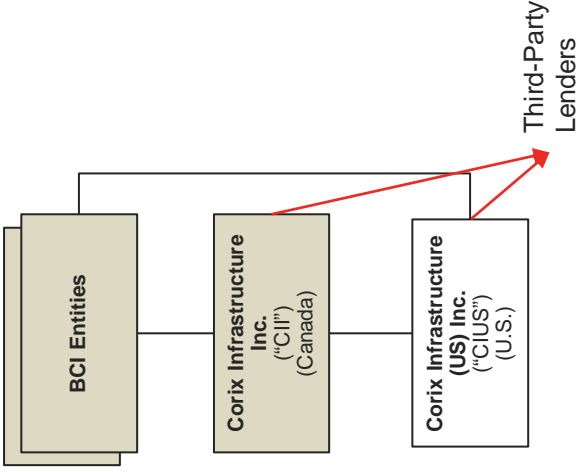 BCI Entities
Corix Infrastructure
Inc.
(“CII”)
(Canada)
Corix Infrastructure
(US) Inc.
(“CIUS”)
(U.S.)
Third-Party
Lenders